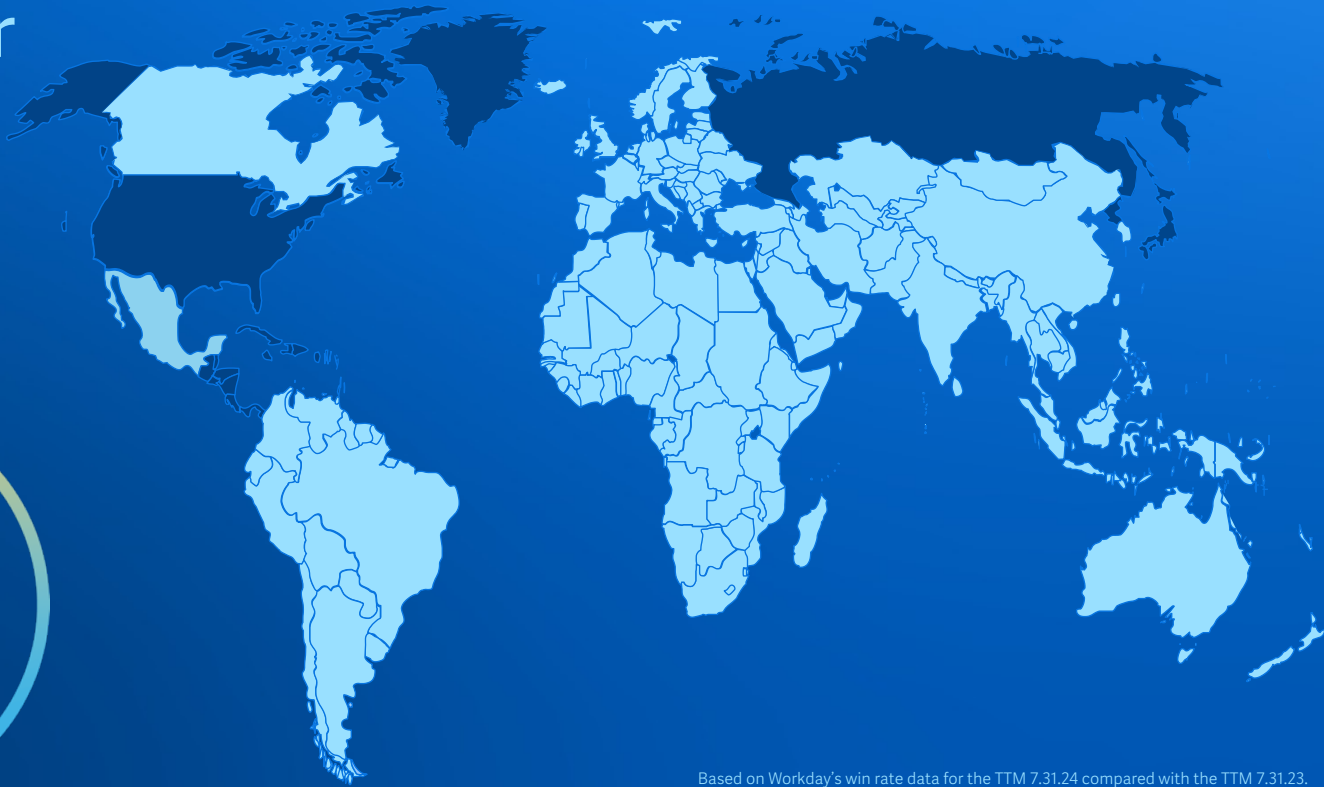 Based on Workday's win rate data for the TTM 7.31.24 compared with the TTM 7.31.23.